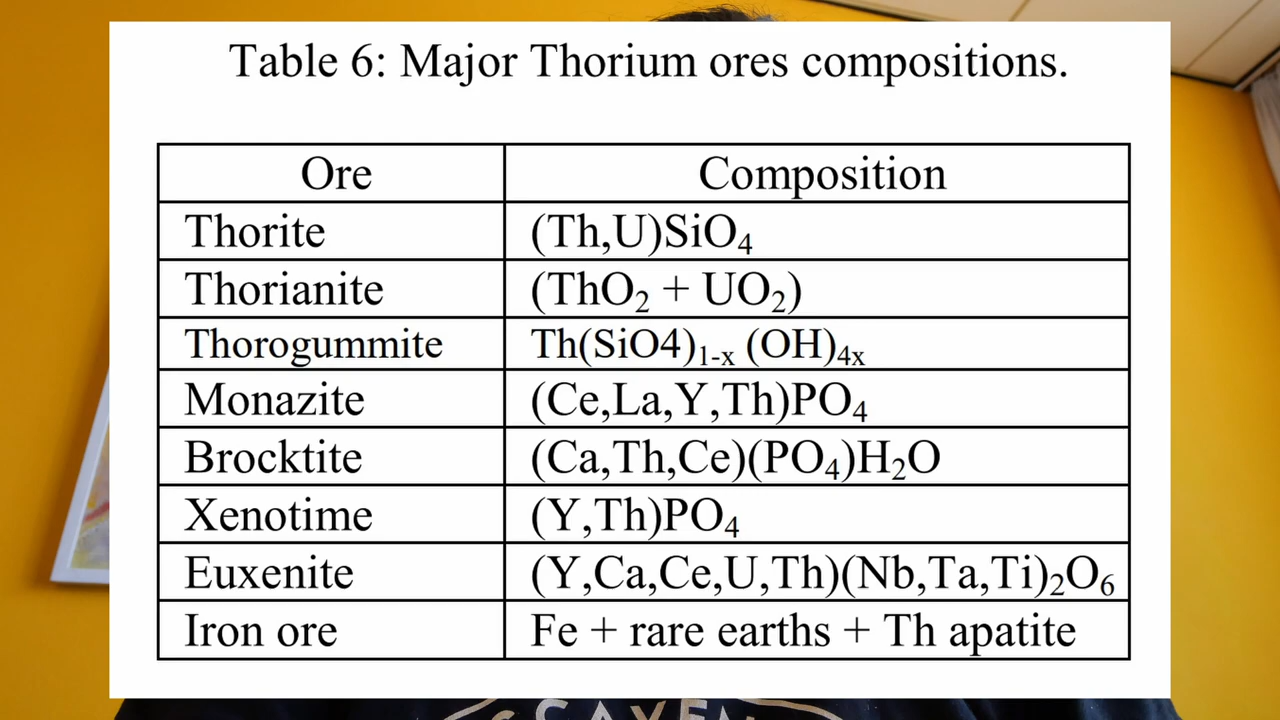 Table 6: Major Thorium ores compositions.
Ore Composition
Thorite (Th,U)SiO₄
Thorianite (ThO₂ + UO₂)
Thorogummite Th(SiO4)₁₋ₓ (OH)₄ₓ
Monazite (Ce,La,Y,Th)PO₄
Brocktite (Ca,Th,Ce)(PO₄)H₂O
Xenotime (Y,Th)PO₄
Euxenite (Y,Ca,Ce,U,Th)(Nb,Ta,Ti)₂O₆
Iron ore Fe + rare earths + Th apatite